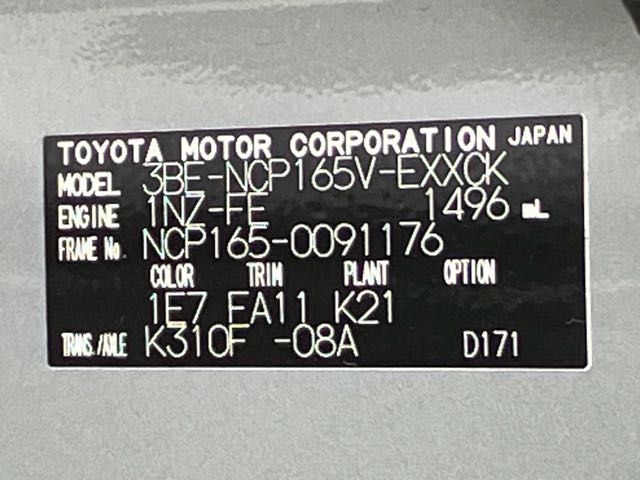 TOYOTA MOTOR CORPORATION JAPAN
MODEL 3BE-NCP165V-EXXCK
ENGINE 1NZ-FE 1496 mL
FRAME No. NCP165-0091176
COLOR TRIM PLANT OPTION
1E7 FA11 K21
TRANS./AXLE K310F -08A D171